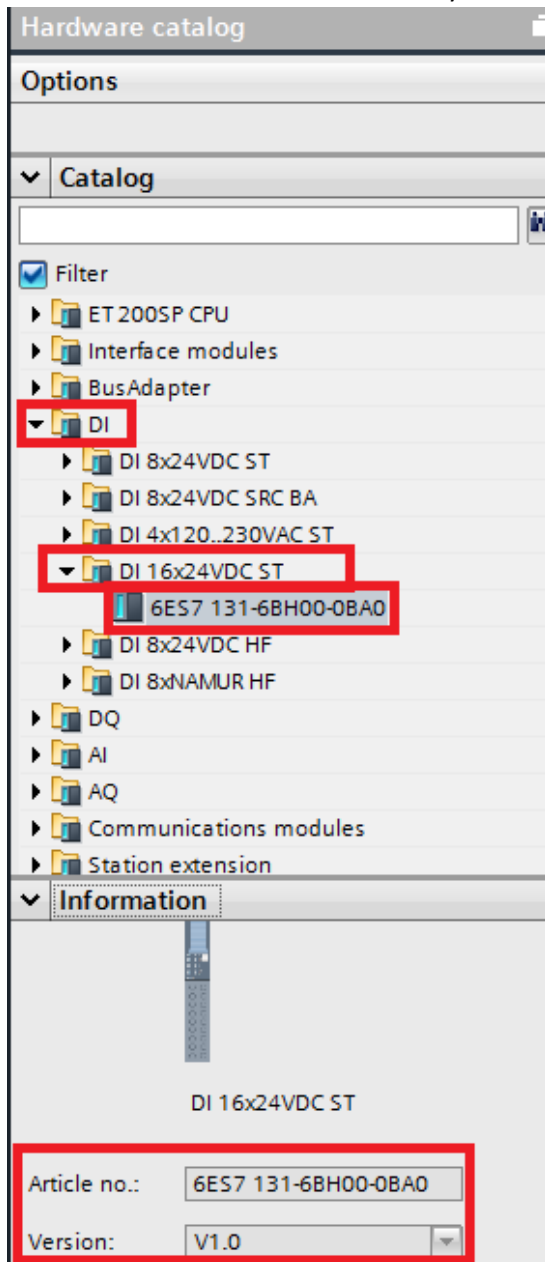 Hardware catalog
Options
Catalog
Filter
ET 200SP CPU
Interface modules
BusAdapter
DI
DI 8x24VDC ST
DI 8x24VDC SRC BA
DI 4x120..230VAC ST
DI 16x24VDC ST
6ES7 131-6BH00-0BA0
DI 8x24VDC HF
DI 8xNAMUR HF
DQ
AI
AQ
Communications modules
Station extension
Information
DI 16x24VDC ST
Article no.: 6ES7 131-6BH00-0BA0
Version: V1.0